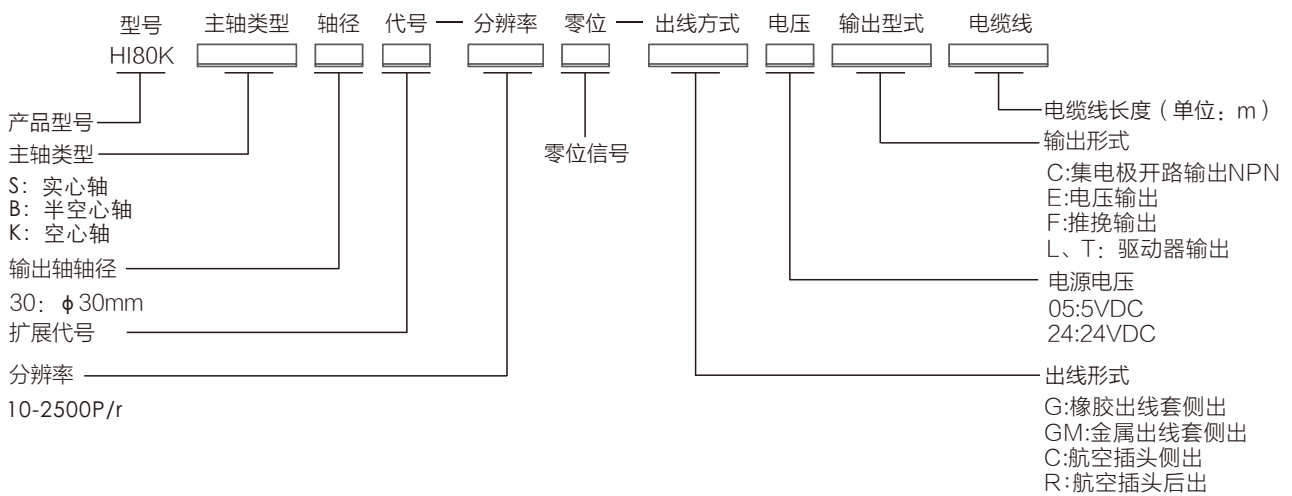 型号 主轴类型 轴径 代号 — 分辨率 零位 — 出线方式 电压 输出型式 电缆线
HI80K
产品型号
主轴类型
S: 实心轴
B: 半空心轴
K: 空心轴
输出轴轴径
30: φ30mm
扩展代号
分辨率
10-2500P/r
零位信号
电缆线长度（单位：m）
输出形式
C:集电极开路输出NPN
E:电压输出
F:推挽输出
L、T: 驱动器输出
电源电压
05:5VDC
24:24VDC
出线形式
G:橡胶出线套侧出
GM:金属出线套侧出
C:航空插头侧出
R:航空插头后出